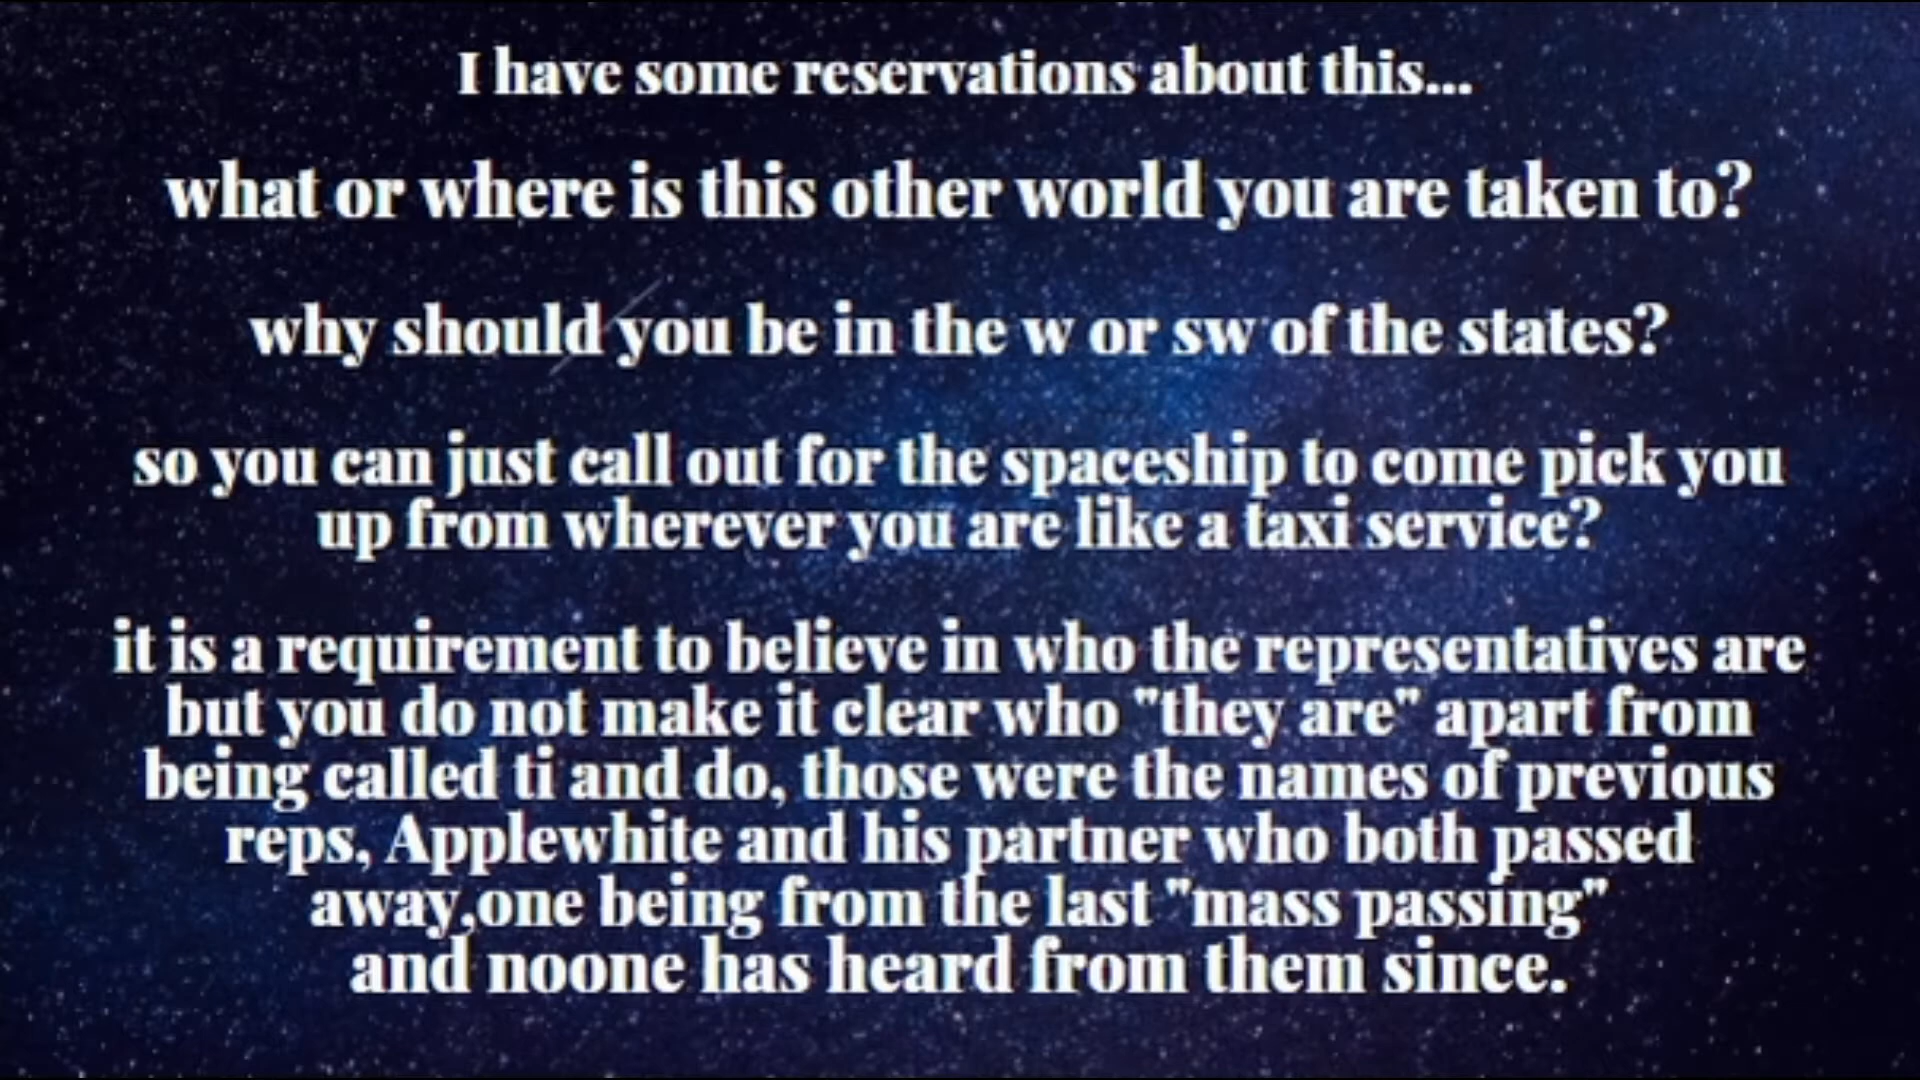 I have some reservations about this...
what or where is this other world you are taken to?
why should you be in the w or sw of the states?
so you can just call out for the spaceship to come pick you
up from wherever you are like a taxi service?
it is a requirement to believe in who the representatives are
but you do not make it clear who "they are" apart from
being called ti and do, those were the names of previous
reps, Applewhite and his partner who both passed
away,one being from the last "mass passing"
and noone has heard from them since.